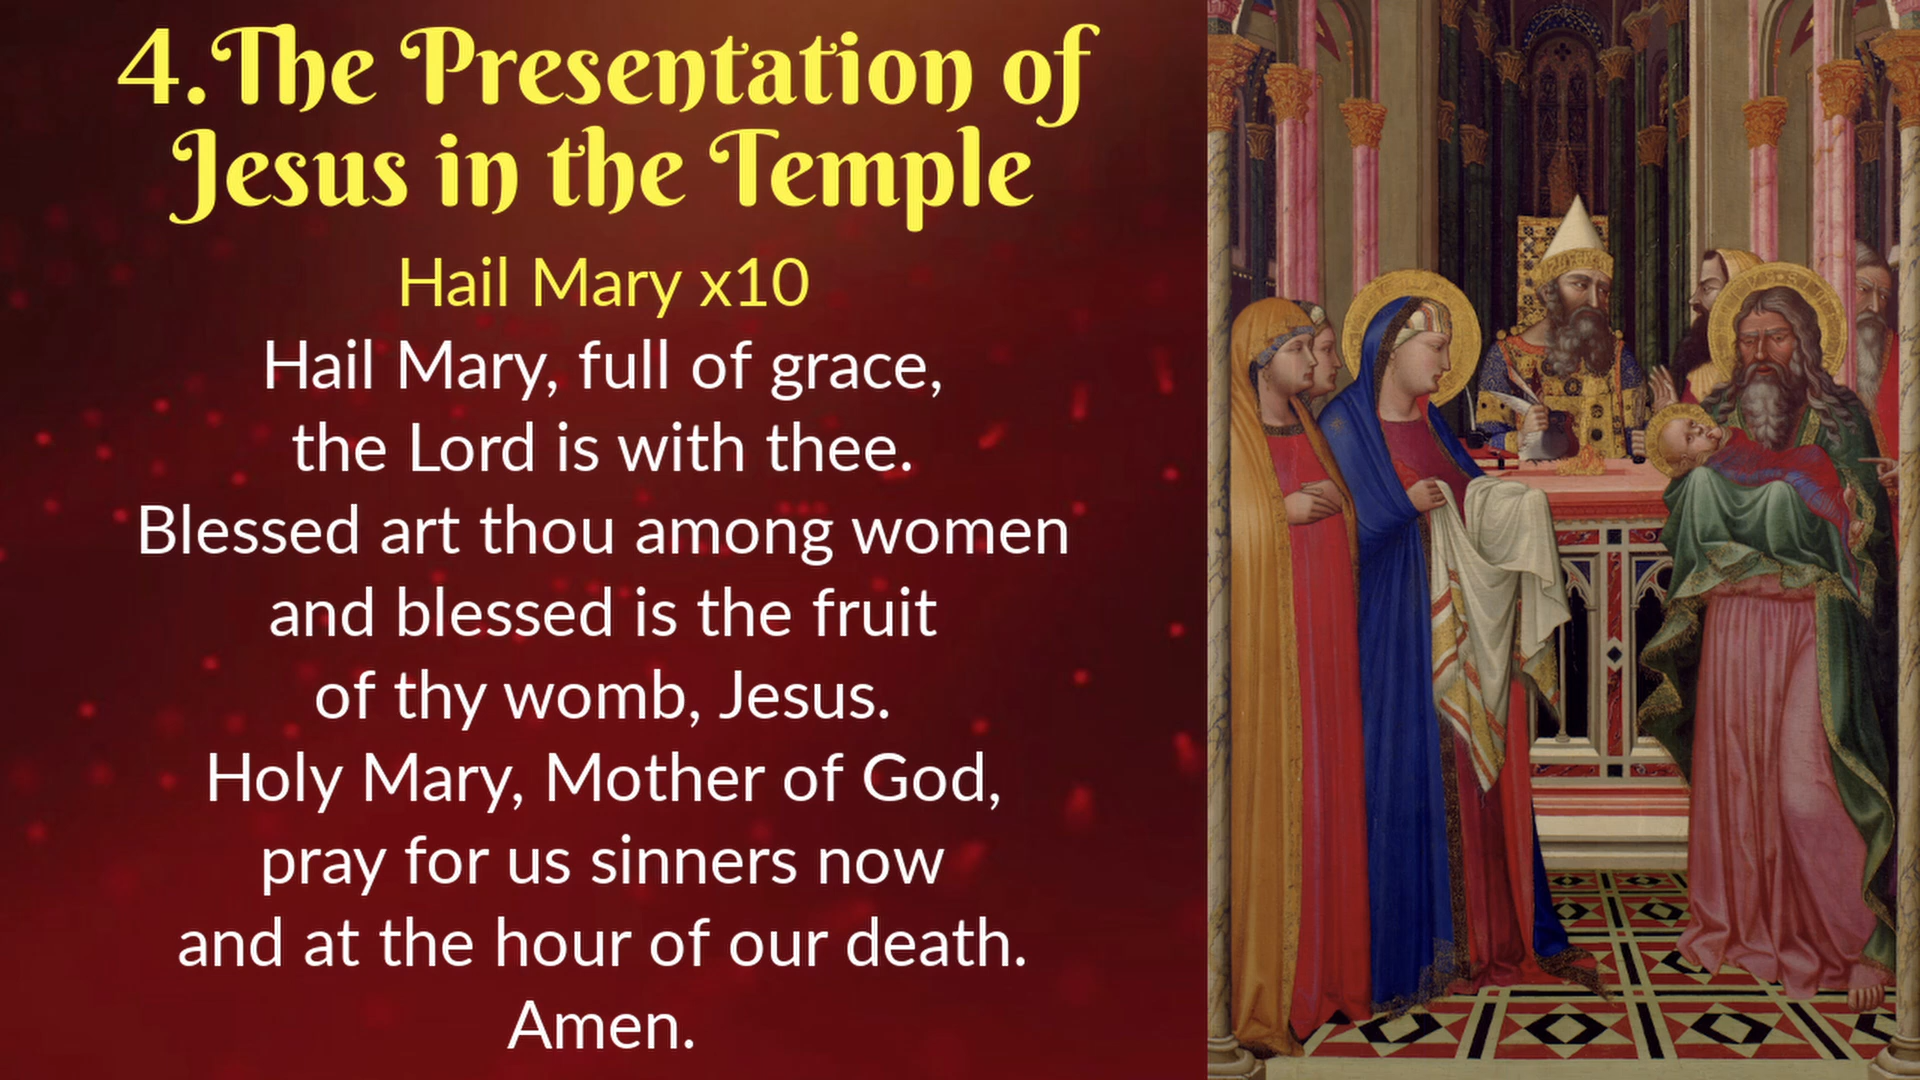 4.The Presentation of
Jesus in the Temple
Hail Mary x10
Hail Mary, full of grace,
the Lord is with thee.
Blessed art thou among women
and blessed is the fruit
of thy womb, Jesus.
Holy Mary, Mother of God,
pray for us sinners now
and at the hour of our death.
Amen.